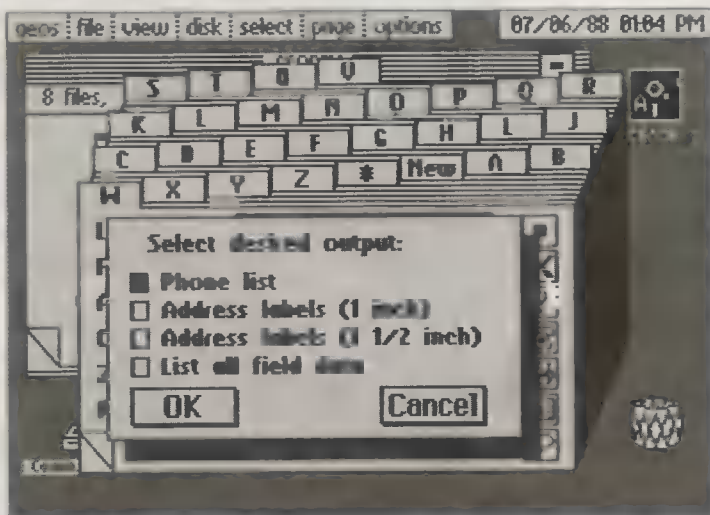 geos file view disk select page options 07/06/88 01:04 PM
8 files,
S T U V
K L M N O P Q R
C D E F G H I J
W X Y Z * New A B
Select desired output:
Phone list
Address labels (1 inch)
Address labels (1 1/2 inch)
List all field data
OK Cancel